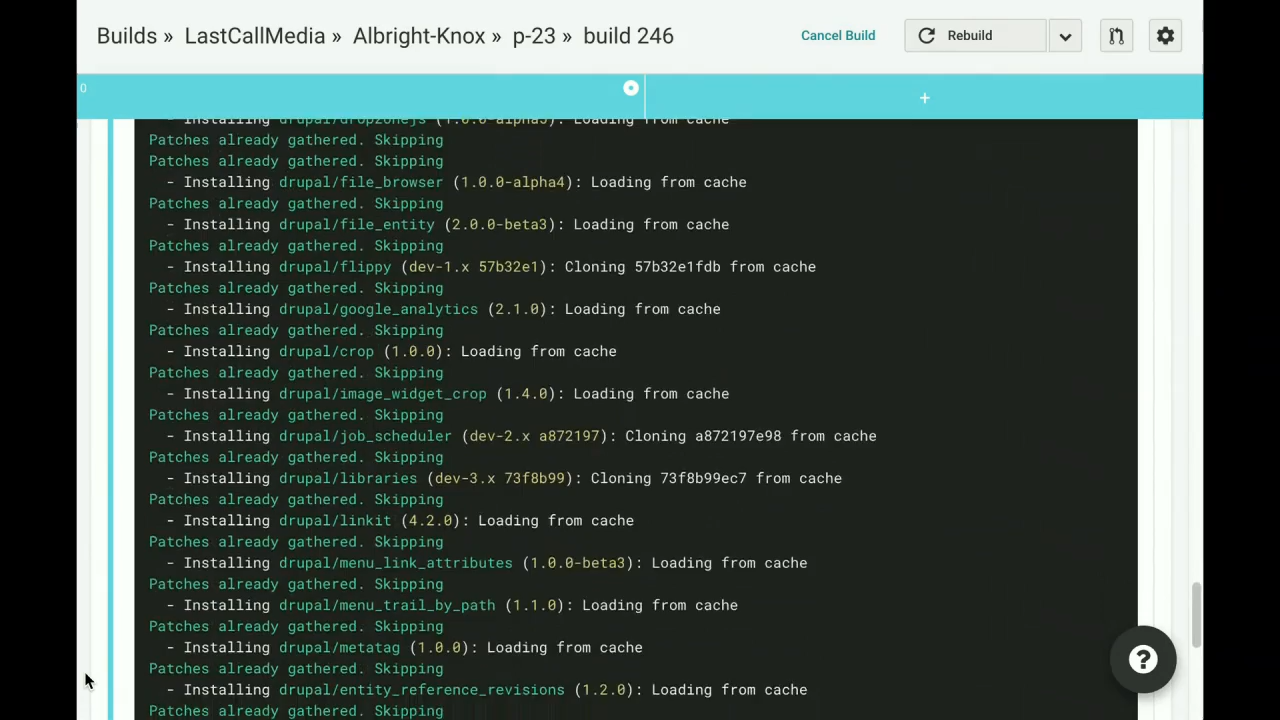 Builds » LastCallMedia » Albright-Knox » p-23 » build 246
Cancel Build
Rebuild
0
- Installing drupal/dropzonejs (1.0.0-alpha5): Loading from cache
Patches already gathered. Skipping
Patches already gathered. Skipping
- Installing drupal/file_browser (1.0.0-alpha4): Loading from cache
Patches already gathered. Skipping
- Installing drupal/file_entity (2.0.0-beta3): Loading from cache
Patches already gathered. Skipping
- Installing drupal/flippy (dev-1.x 57b32e1): Cloning 57b32e1fdb from cache
Patches already gathered. Skipping
- Installing drupal/google_analytics (2.1.0): Loading from cache
Patches already gathered. Skipping
- Installing drupal/crop (1.0.0): Loading from cache
Patches already gathered. Skipping
- Installing drupal/image_widget_crop (1.4.0): Loading from cache
Patches already gathered. Skipping
- Installing drupal/job_scheduler (dev-2.x a872197): Cloning a872197e98 from cache
Patches already gathered. Skipping
- Installing drupal/libraries (dev-3.x 73f8b99): Cloning 73f8b99ec7 from cache
Patches already gathered. Skipping
- Installing drupal/linkit (4.2.0): Loading from cache
Patches already gathered. Skipping
- Installing drupal/menu_link_attributes (1.0.0-beta3): Loading from cache
Patches already gathered. Skipping
- Installing drupal/menu_trail_by_path (1.1.0): Loading from cache
Patches already gathered. Skipping
- Installing drupal/metatag (1.0.0): Loading from cache
Patches already gathered. Skipping
- Installing drupal/entity_reference_revisions (1.2.0): Loading from cache
Patches already gathered. Skipping